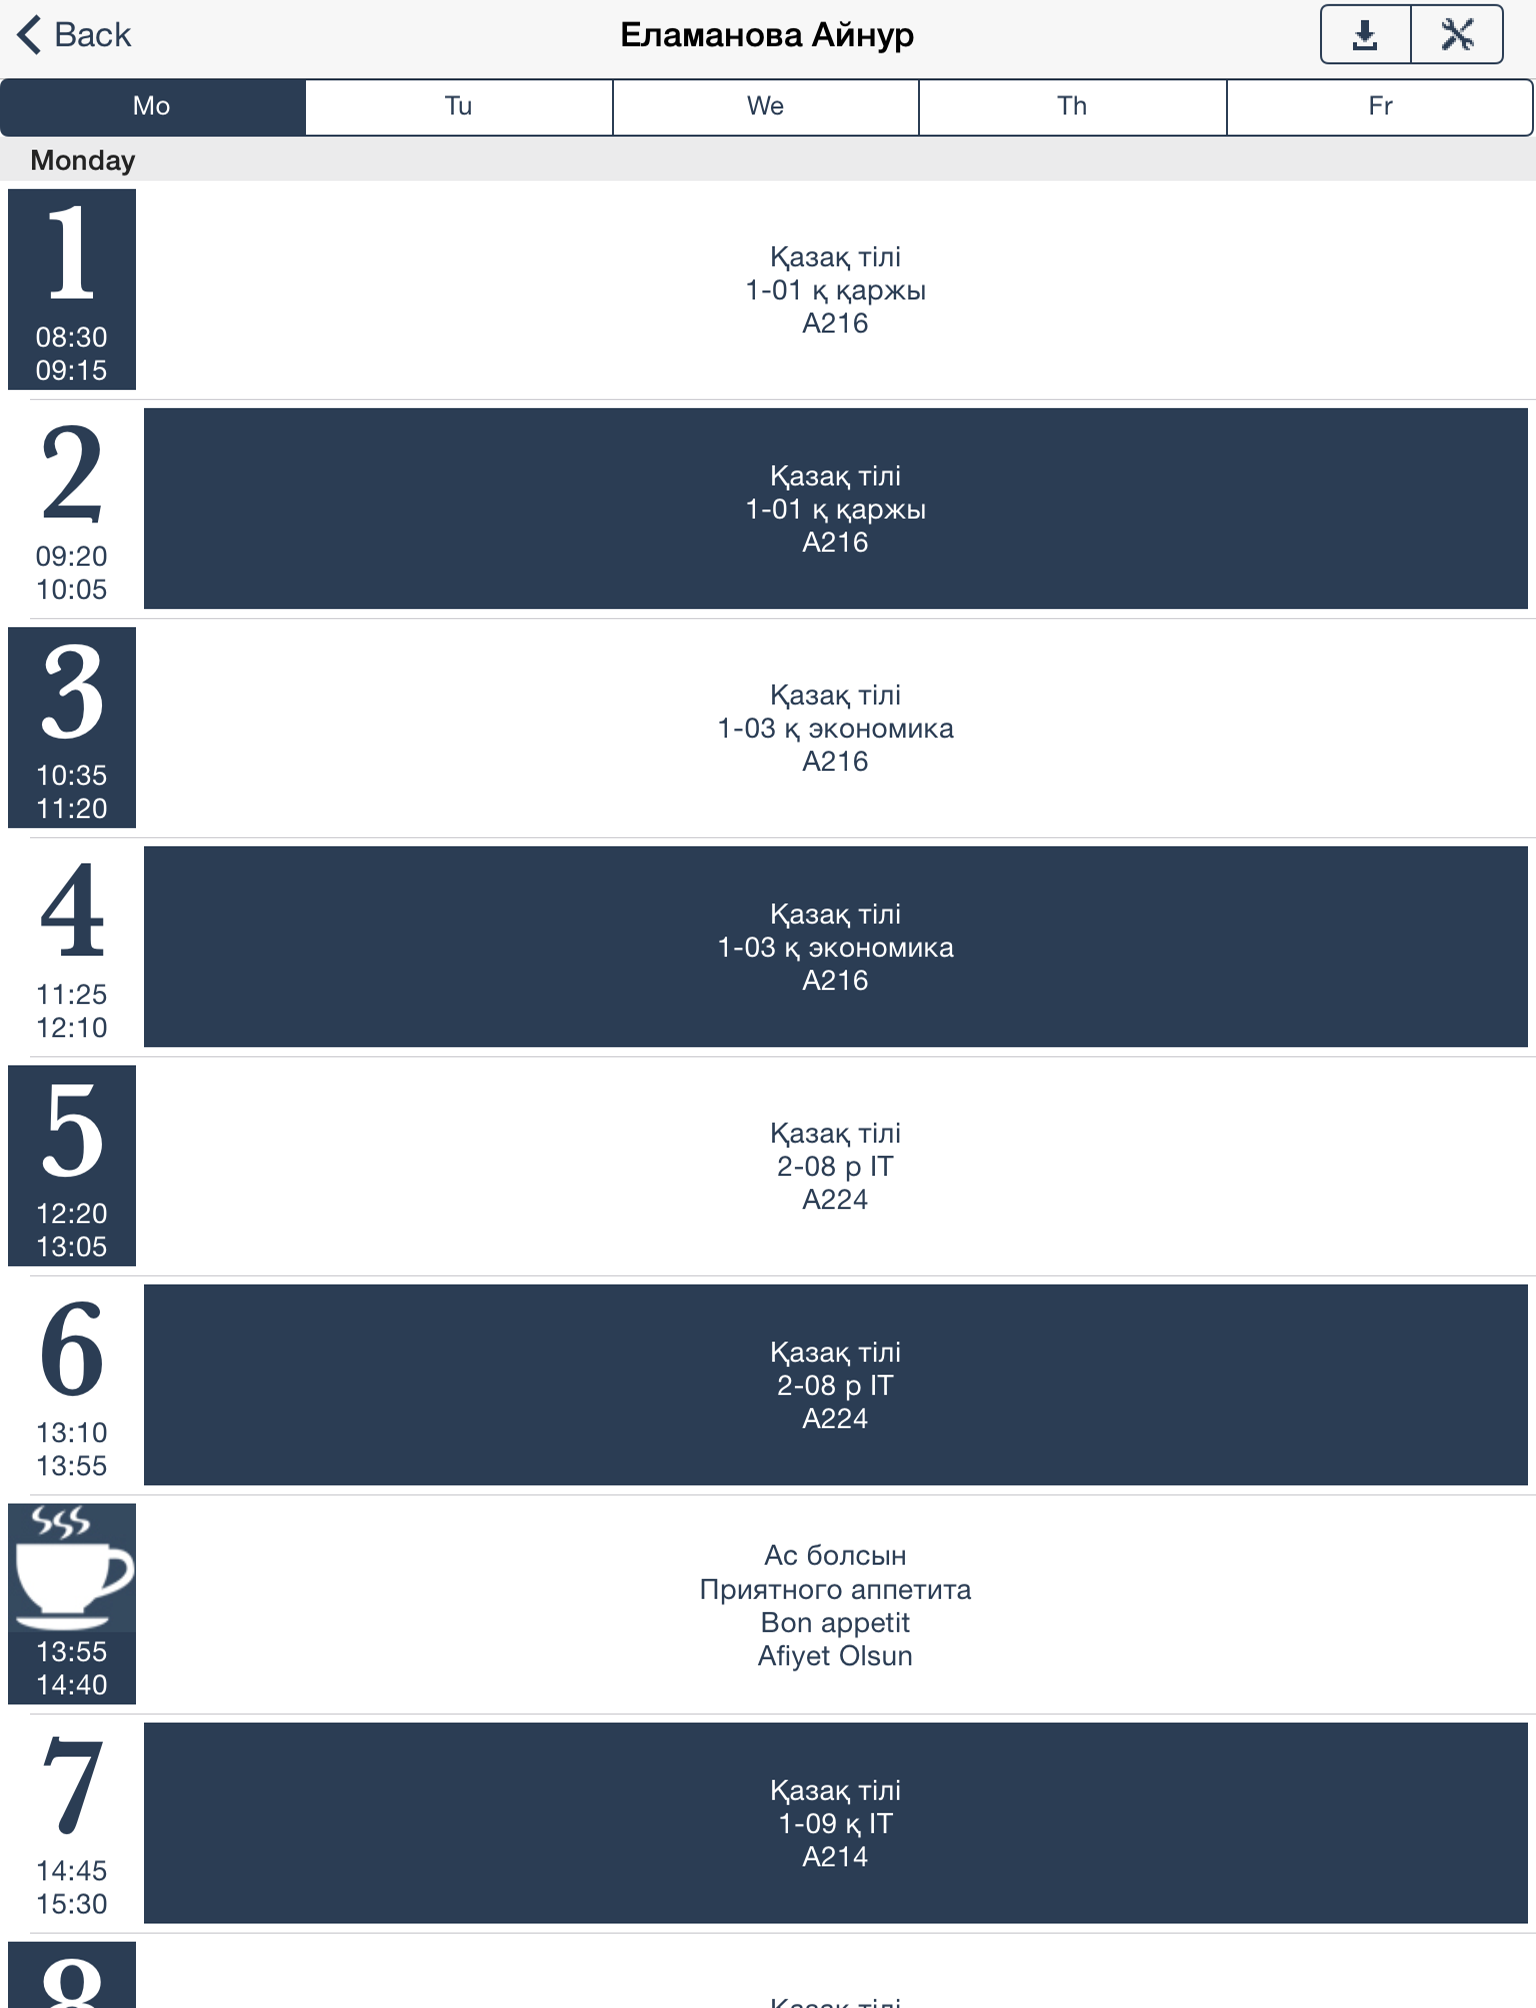 Back
Еламанова Айнур
Mo
Tu
We
Th
Fr
Monday
1
08:30
09:15
Қазақ тілі
1-01 қ қаржы
A216
2
09:20
10:05
Қазақ тілі
1-01 қ қаржы
A216
3
10:35
11:20
Қазақ тілі
1-03 қ экономика
A216
4
11:25
12:10
Қазақ тілі
1-03 қ экономика
A216
5
12:20
13:05
Қазақ тілі
2-08 р IT
A224
6
13:10
13:55
Қазақ тілі
2-08 р IT
A224
13:55
14:40
Ас болсын
Приятного аппетита
Bon appetit
Afiyet Olsun
7
14:45
15:30
Қазақ тілі
1-09 қ IT
A214
8
Қазақ тілі